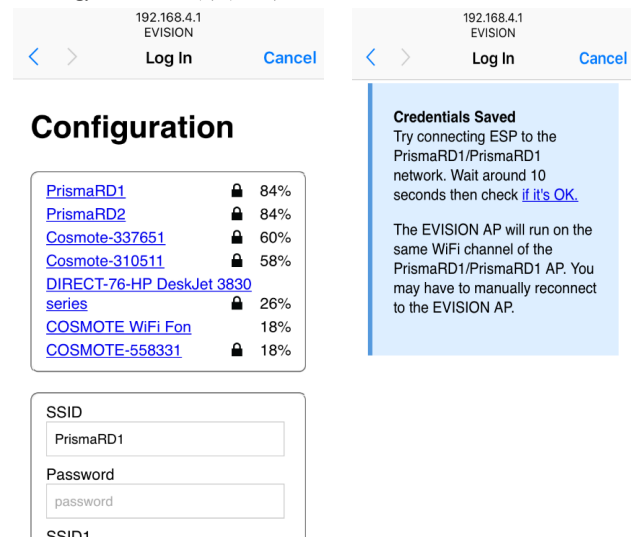 192.168.4.1
EVISION
Log In
Cancel
Configuration
PrismaRD1 84%
PrismaRD2 84%
Cosmote-337651 60%
Cosmote-310511 58%
DIRECT-76-HP DeskJet 3830
series 26%
COSMOTE WiFi Fon 18%
COSMOTE-558331 18%
SSID
PrismaRD1
Password
password
SSID1
192.168.4.1
EVISION
Log In
Cancel
Credentials Saved
Try connecting ESP to the
PrismaRD1/PrismaRD1
network. Wait around 10
seconds then check if it's OK.
The EVISION AP will run on the
same WiFi channel of the
PrismaRD1/PrismaRD1 AP. You
may have to manually reconnect
to the EVISION AP.